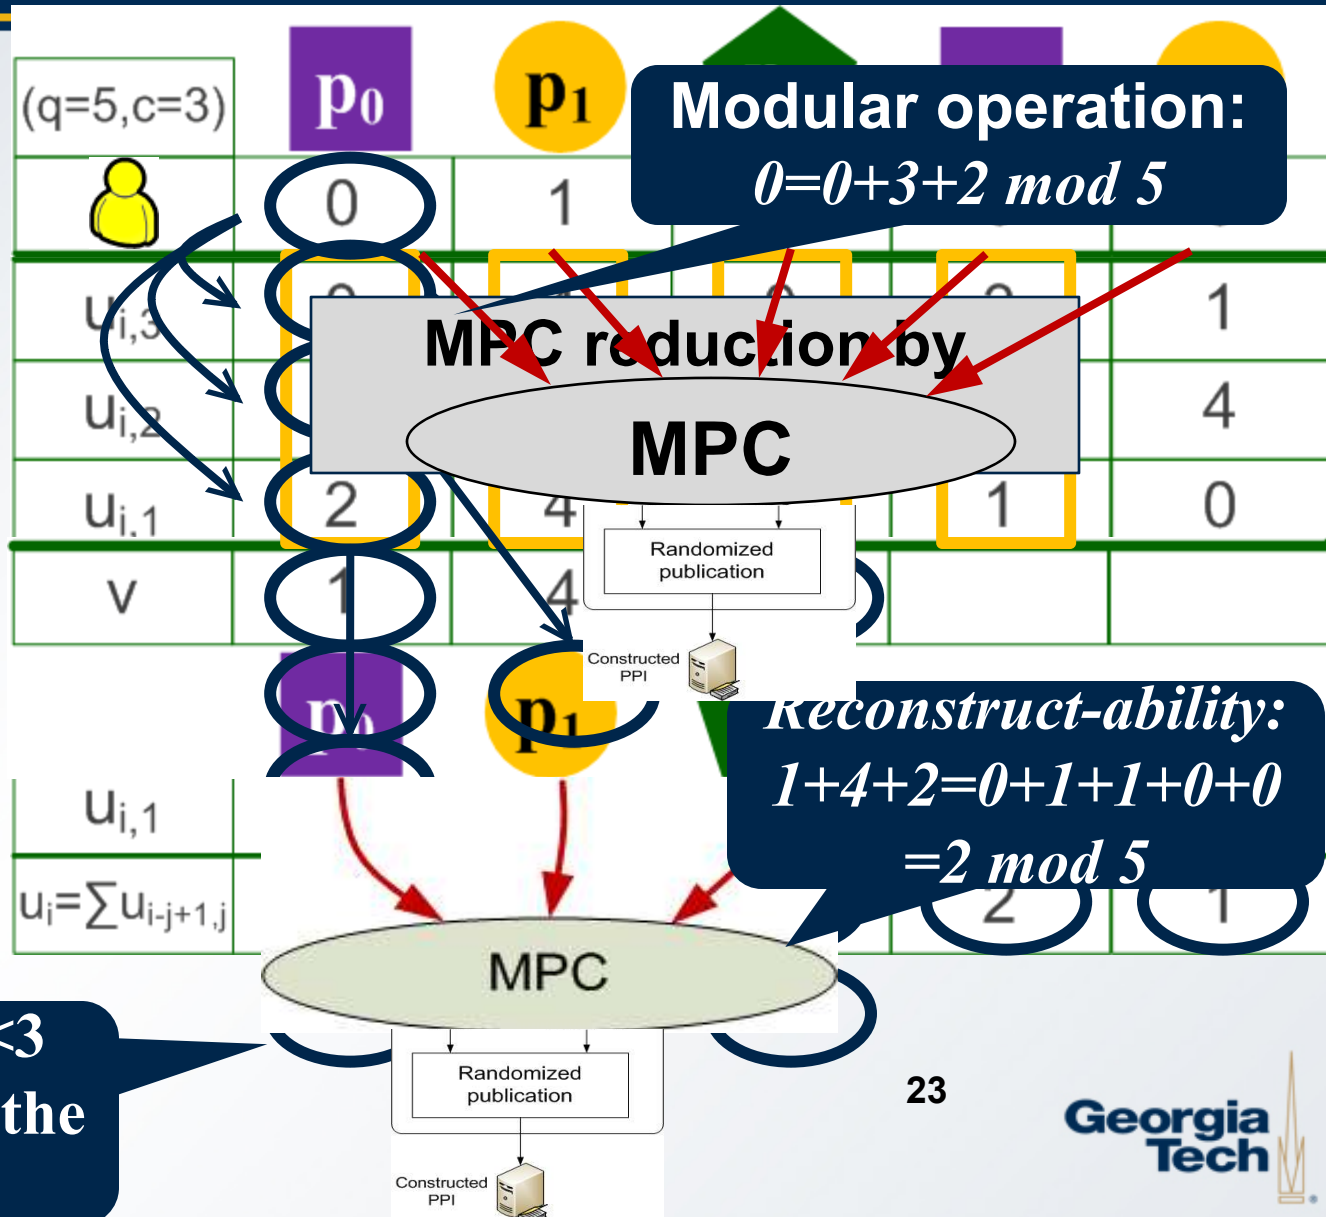 (q=5,c=3)
p0
p1
Modular operation:
0=0+3+2 mod 5
0 1
ui,3 1
MPC reduction by
ui,2 4
MPC
ui,1 2 4 1 0
Randomized
publication
v 1 4
Constructed
PPI
p0
p1
Reconstruct-ability:
1+4+2=0+1+1+0+0
=2 mod 5
ui,1
ui=∑ui-j+1,j 2 1
MPC
<3
the
Randomized
publication
23
Georgia
Tech
Constructed
PPI